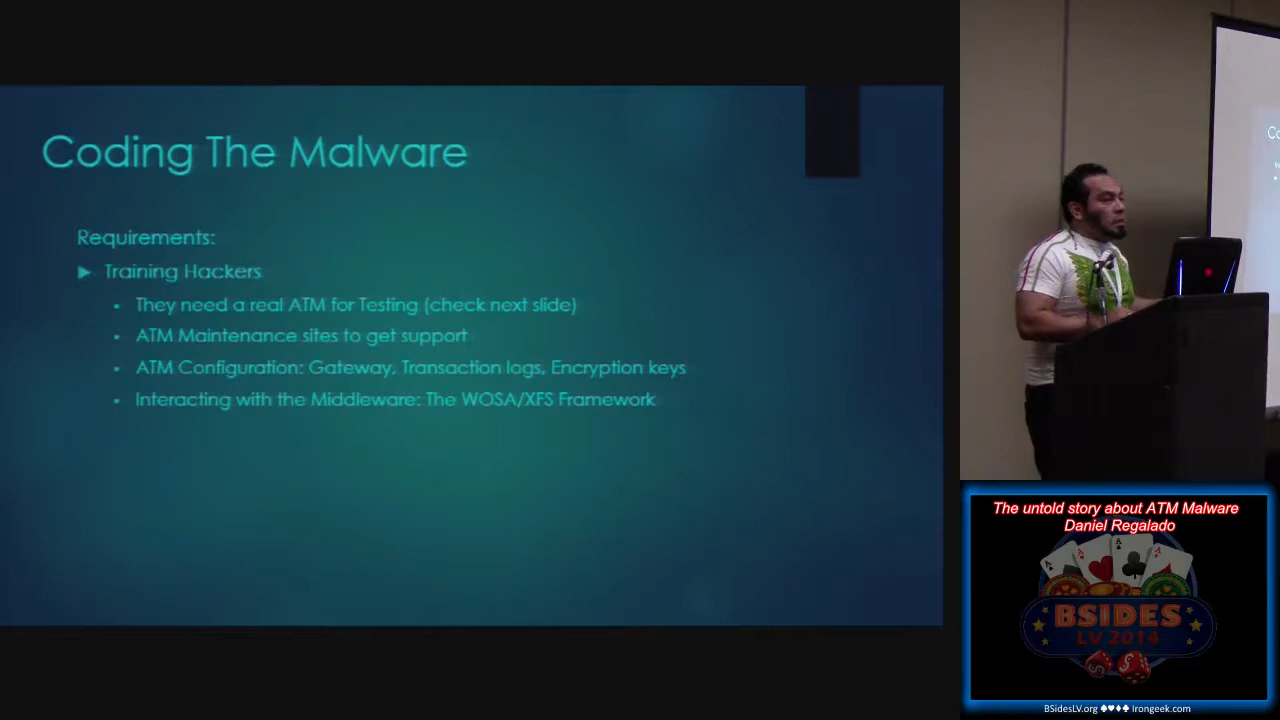 Coding The Malware
Requirements:
Training Hackers
They need a real ATM for Testing (check next slide)
ATM Maintenance sites to get support
ATM Configuration: Gateway, Transaction logs, Encryption keys
Interacting with the Middleware: The WOSA/XFS Framework
Co
The untold story about ATM Malware
Daniel Regalado
BSIDES
LV 2014
BSidesLV.org ♠♥♦♣ Irongeek.com